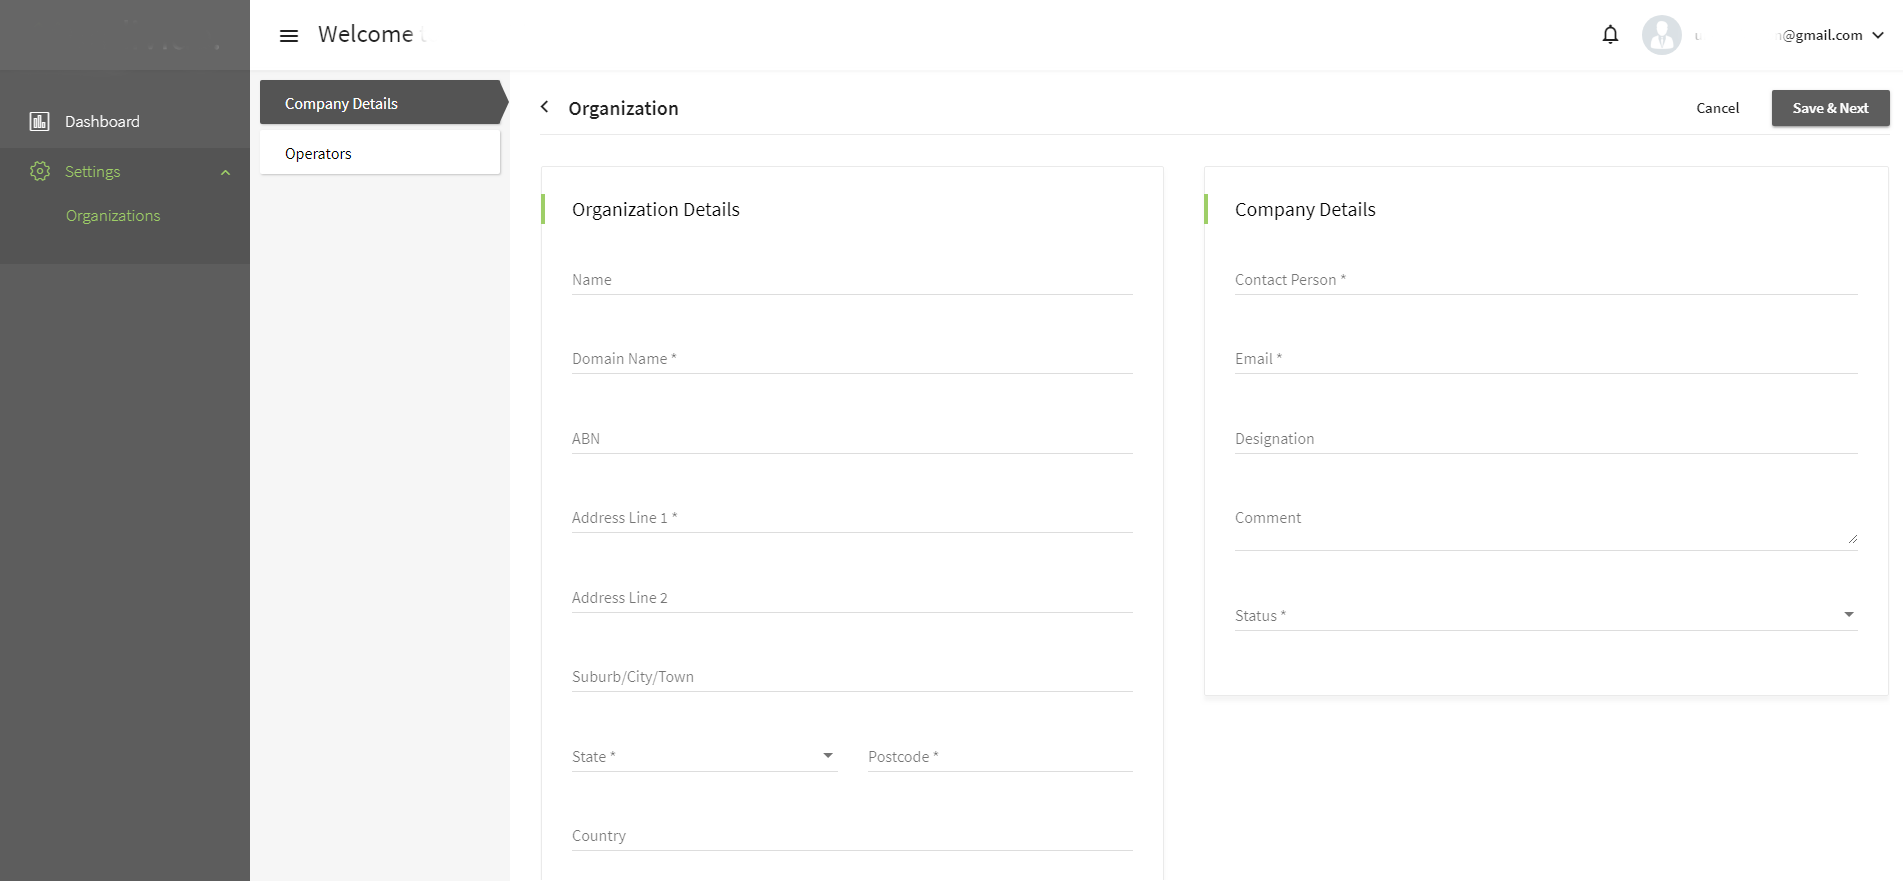 Welcome
@gmail.com
Dashboard
Settings
Organizations
Company Details
Operators
Organization
Cancel
Save & Next
Organization Details
Name
Domain Name *
ABN
Address Line 1 *
Address Line 2
Suburb/City/Town
State *
Postcode *
Country
Company Details
Contact Person *
Email *
Designation
Comment
Status *